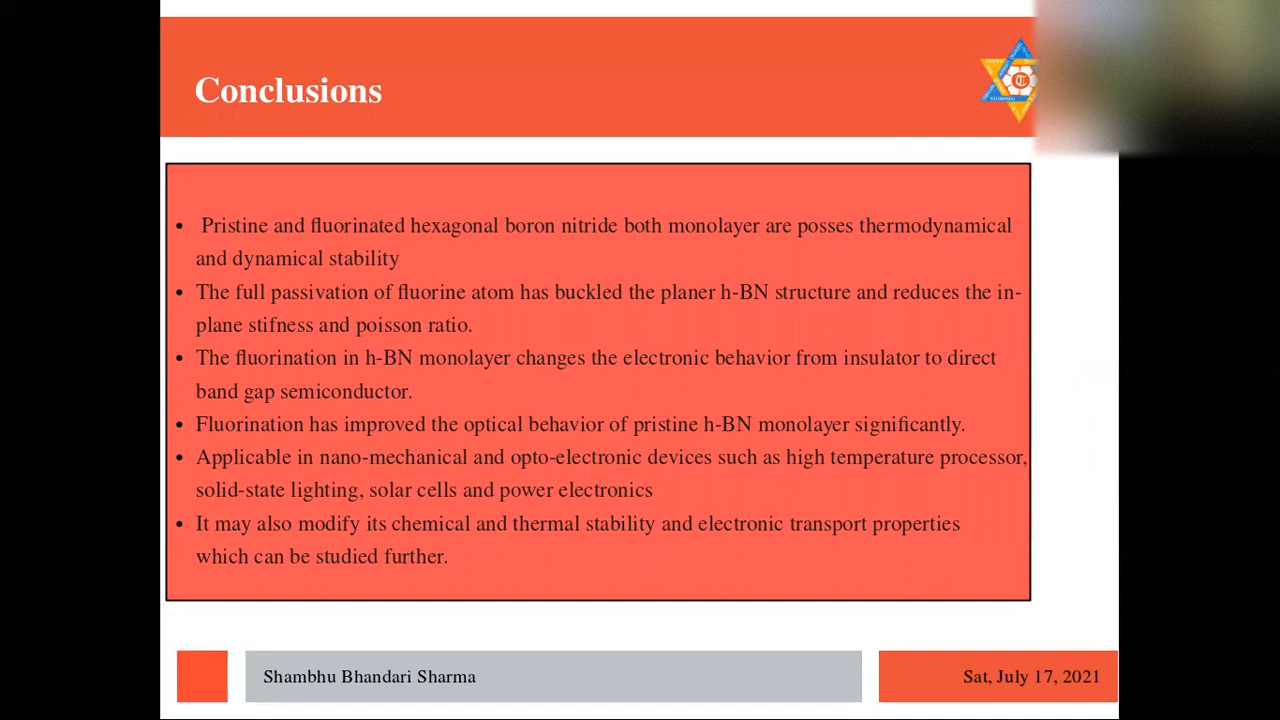 Conclusions
• Pristine and fluorinated hexagonal boron nitride both monolayer are posses thermodynamical
and dynamical stability
• The full passivation of fluorine atom has buckled the planer h-BN structure and reduces the in-
plane stifness and poisson ratio.
• The fluorination in h-BN monolayer changes the electronic behavior from insulator to direct
band gap semiconductor.
• Fluorination has improved the optical behavior of pristine h-BN monolayer significantly.
• Applicable in nano-mechanical and opto-electronic devices such as high temperature processor,
solid-state lighting, solar cells and power electronics
• It may also modify its chemical and thermal stability and electronic transport properties
which can be studied further.
Shambhu Bhandari Sharma
Sat, July 17, 2021